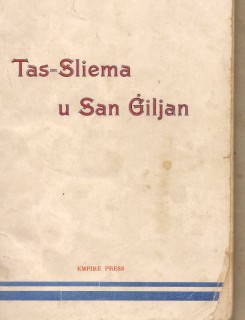 Tas-Sliema
u San Ġiljan
EMPIRE PRESS